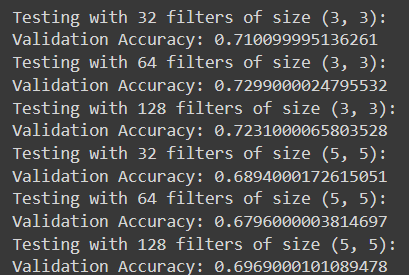 Testing with 32 filters of size (3, 3):
Validation Accuracy: 0.710099995136261
Testing with 64 filters of size (3, 3):
Validation Accuracy: 0.7299000024795532
Testing with 128 filters of size (3, 3):
Validation Accuracy: 0.7231000065803528
Testing with 32 filters of size (5, 5):
Validation Accuracy: 0.6894000172615051
Testing with 64 filters of size (5, 5):
Validation Accuracy: 0.6796000003814697
Testing with 128 filters of size (5, 5):
Validation Accuracy: 0.6969000101089478